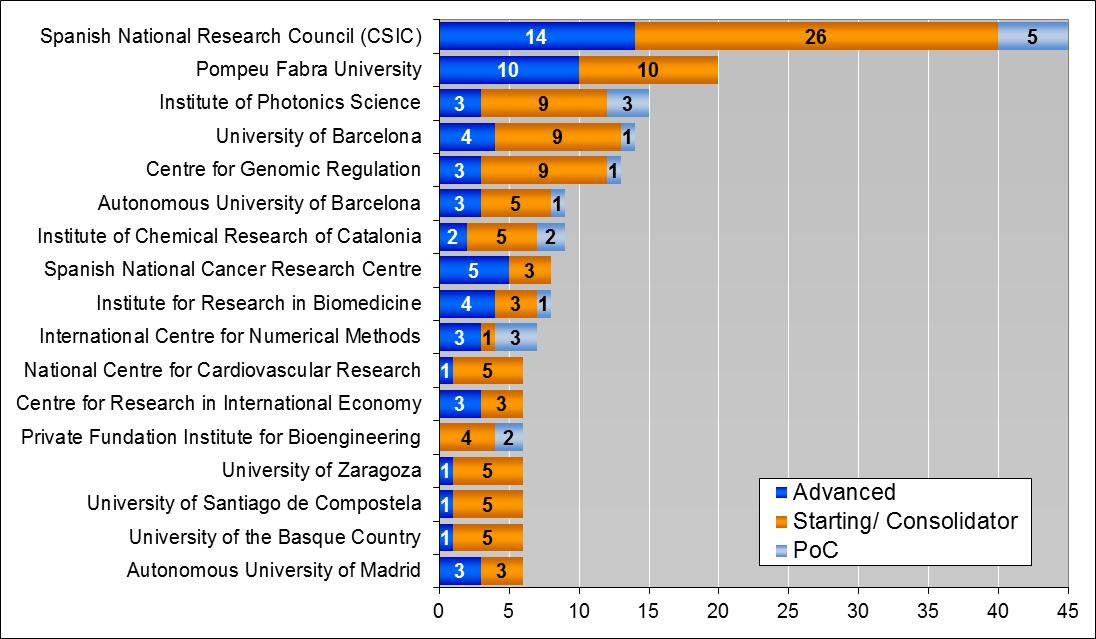 Spanish National Research Council (CSIC) 14 26 5
Pompeu Fabra University 10 10
Institute of Photonics Science 3 9 3
University of Barcelona 4 9 1
Centre for Genomic Regulation 3 9 1
Autonomous University of Barcelona 3 5 1
Institute of Chemical Research of Catalonia 2 5 2
Spanish National Cancer Research Centre 5 3
Institute for Research in Biomedicine 4 3 1
International Centre for Numerical Methods 3 1 3
National Centre for Cardiovascular Research 1 5
Centre for Research in International Economy 3 3
Private Fundation Institute for Bioengineering 4 2
University of Zaragoza 1 5
University of Santiago de Compostela 1 5
University of the Basque Country 1 5
Autonomous University of Madrid 3 3
Advanced
Starting/ Consolidator
PoC
0 5 10 15 20 25 30 35 40 45